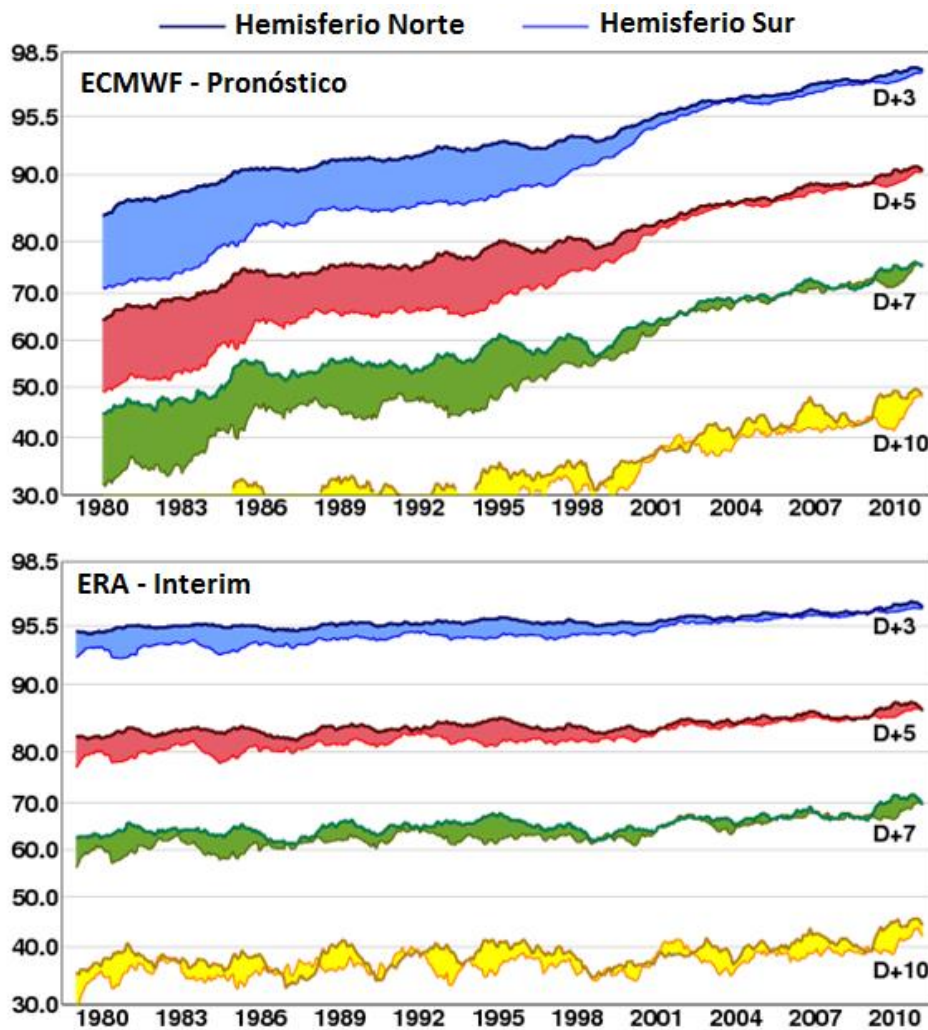 Hemisferio Norte Hemisferio Sur
98.5
ECMWF - Pronóstico
D+3
95.5
90.0
D+5
80.0
D+7
70.0
60.0
50.0
D+10
40.0
30.0
1980 1983 1986 1989 1992 1995 1998 2001 2004 2007 2010
98.5
ERA - Interim
95.5
D+3
90.0
D+5
80.0
70.0
D+7
60.0
50.0
40.0
D+10
30.0
1980 1983 1986 1989 1992 1995 1998 2001 2004 2007 2010